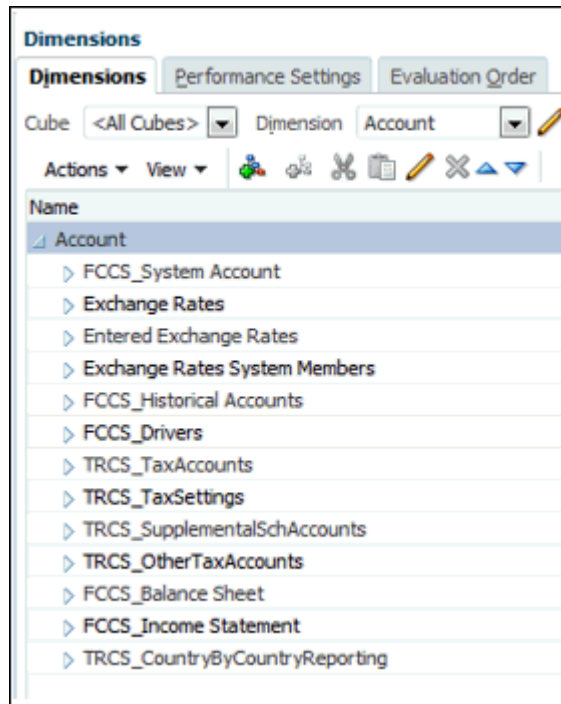 Dimensions
Dimensions Performance Settings Evaluation Order
Cube <All Cubes> Dimension Account
Actions View
Name
Account
FCCS_System Account
Exchange Rates
Entered Exchange Rates
Exchange Rates System Members
FCCS_Historical Accounts
FCCS_Drivers
TRCS_TaxAccounts
TRCS_TaxSettings
TRCS_SupplementalSchAccounts
TRCS_OtherTaxAccounts
FCCS_Balance Sheet
FCCS_Income Statement
TRCS_CountryByCountryReporting